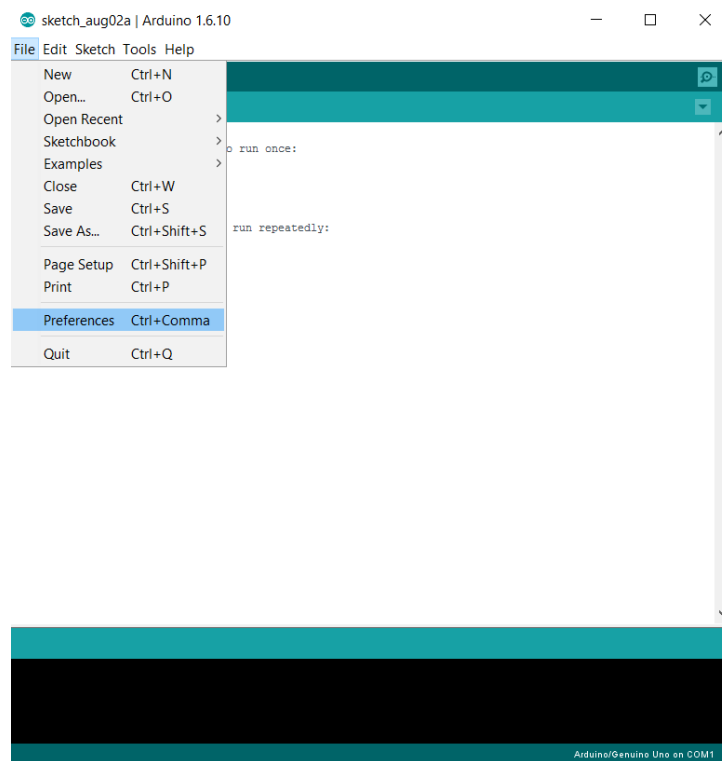 sketch_aug02a | Arduino 1.6.10
File Edit Sketch Tools Help
New Ctrl+N
Open... Ctrl+O
Open Recent
Sketchbook
Examples
Close Ctrl+W
Save Ctrl+S
Save As... Ctrl+Shift+S
Page Setup Ctrl+Shift+P
Print Ctrl+P
Preferences Ctrl+Comma
Quit Ctrl+Q
run once:
run repeatedly:
Arduino/Genuino Uno on COM1